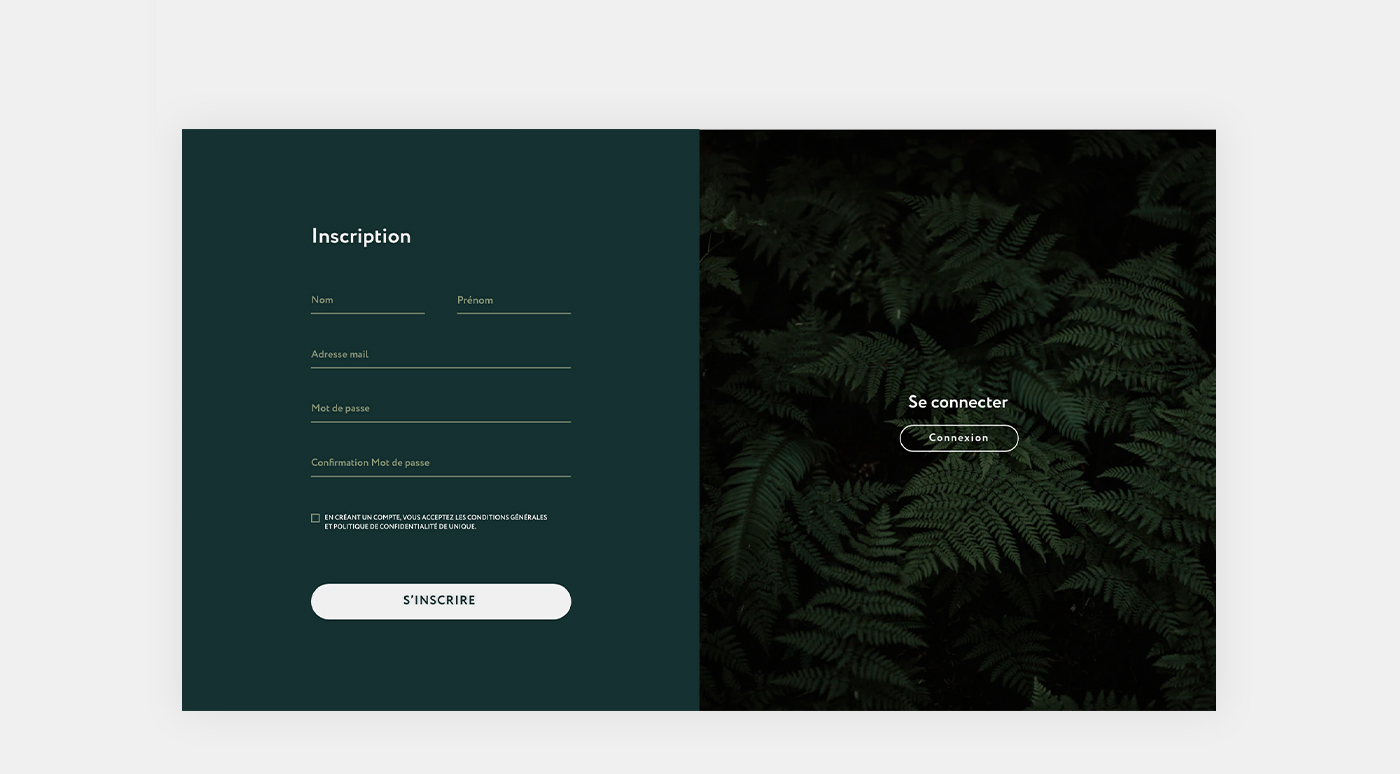 Inscription
Nom
Prénom
Adresse mail
Mot de passe
Confirmation Mot de passe
EN CRÉANT UN COMPTE, VOUS ACCEPTEZ LES CONDITIONS GÉNÉRALES
ET POLITIQUE DE CONFIDENTIALITÉ DE UNIQUE.
S'INSCRIRE
Se connecter
Connexion